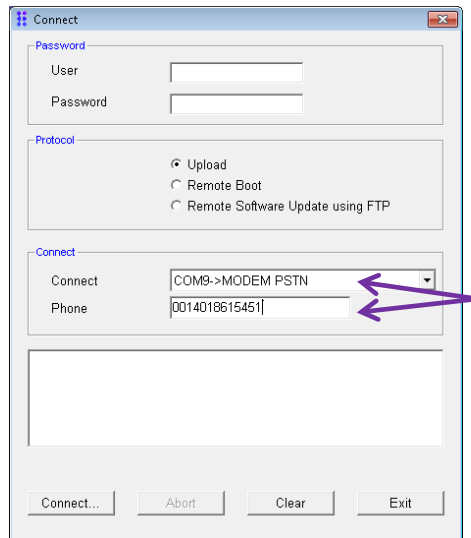 Connect
Password
User
Password
Protocol
Upload
Remote Boot
Remote Software Update using FTP
Connect
Connect COM9->MODEM PSTN
Phone 0014018615451
Connect... Abort Clear Exit